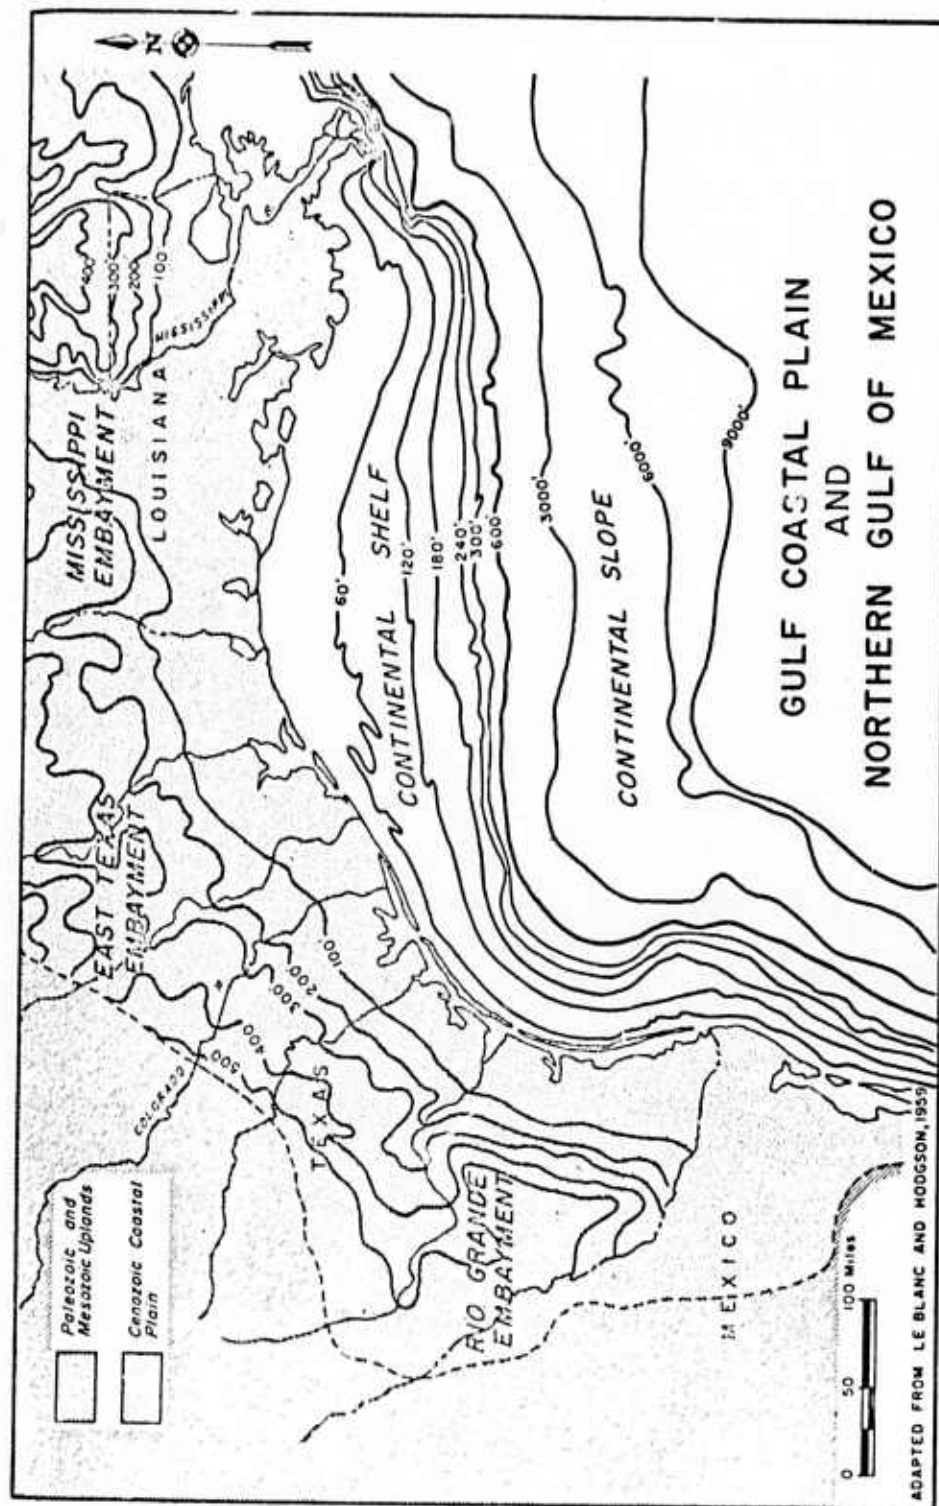 N
Paleozoic and
Mesozoic Uplands
Cenozoic Coastal
Plain
COLORADO
EAST TEXAS
EMBAYMENT
MISSISSIPPI
EMBAYMENT
LOUISIANA
MISSISSIPPI
400'
300'
200'
100'
500'
400'
300'
200'
100'
TEXAS
RIO GRANDE
EMBAYMENT
MEXICO
60'
CONTINENTAL SHELF
120'
180'
240'
300'
600'
3000'
CONTINENTAL SLOPE
6000'
9000'
GULF COASTAL PLAIN
AND
NORTHERN GULF OF MEXICO
0 50 100 Miles
ADAPTED FROM LE BLANC AND HODGSON, 1959